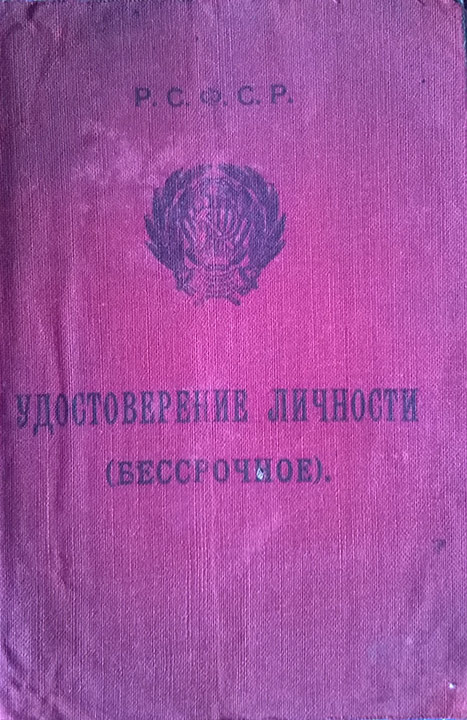 Р. С. Ф. С. Р.
УДОСТОВЕРЕНИЕ ЛИЧНОСТИ
(БЕССРОЧНОЕ).